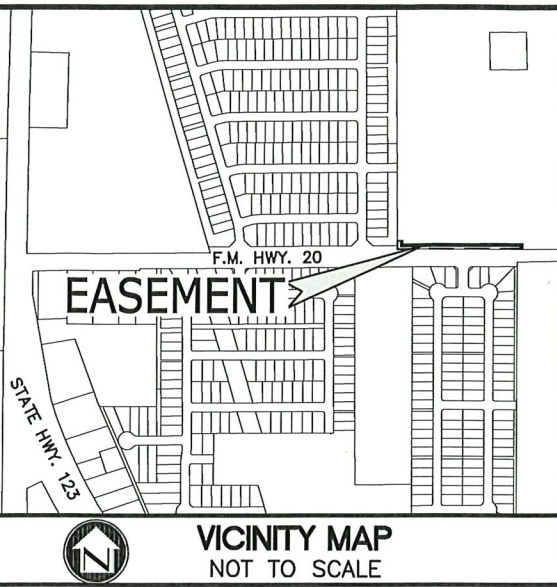 F.M. HWY. 20
EASEMENT
STATE HWY. 123
N
VICINITY MAP
NOT TO SCALE